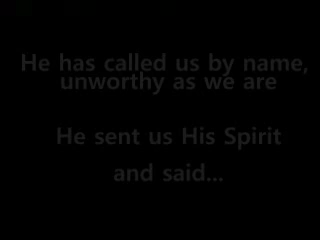 He has called us by name,
unworthy as we are
He sent us His Spirit
and said...